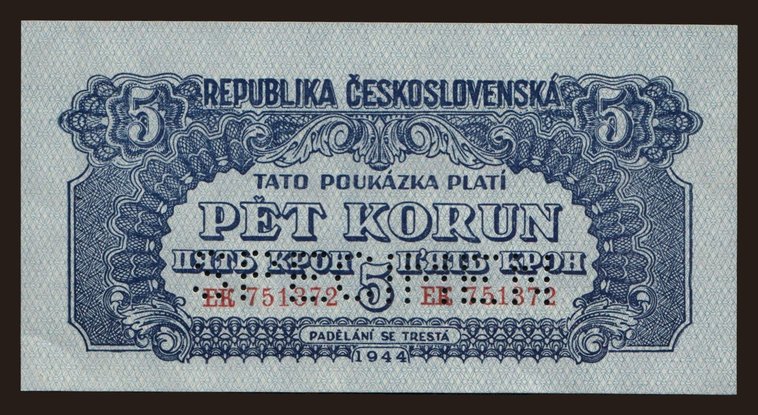 5 REPUBLIKA ČESKOSLOVENSKÁ 5
TATO POUKÁZKA PLATÍ
PĚT KORUN
ПЯТЬ КРОН 5 П'ЯТЬ КРОН
EK 751372 EK 751372
PADĚLÁNÍ SE TRESTÁ
1944